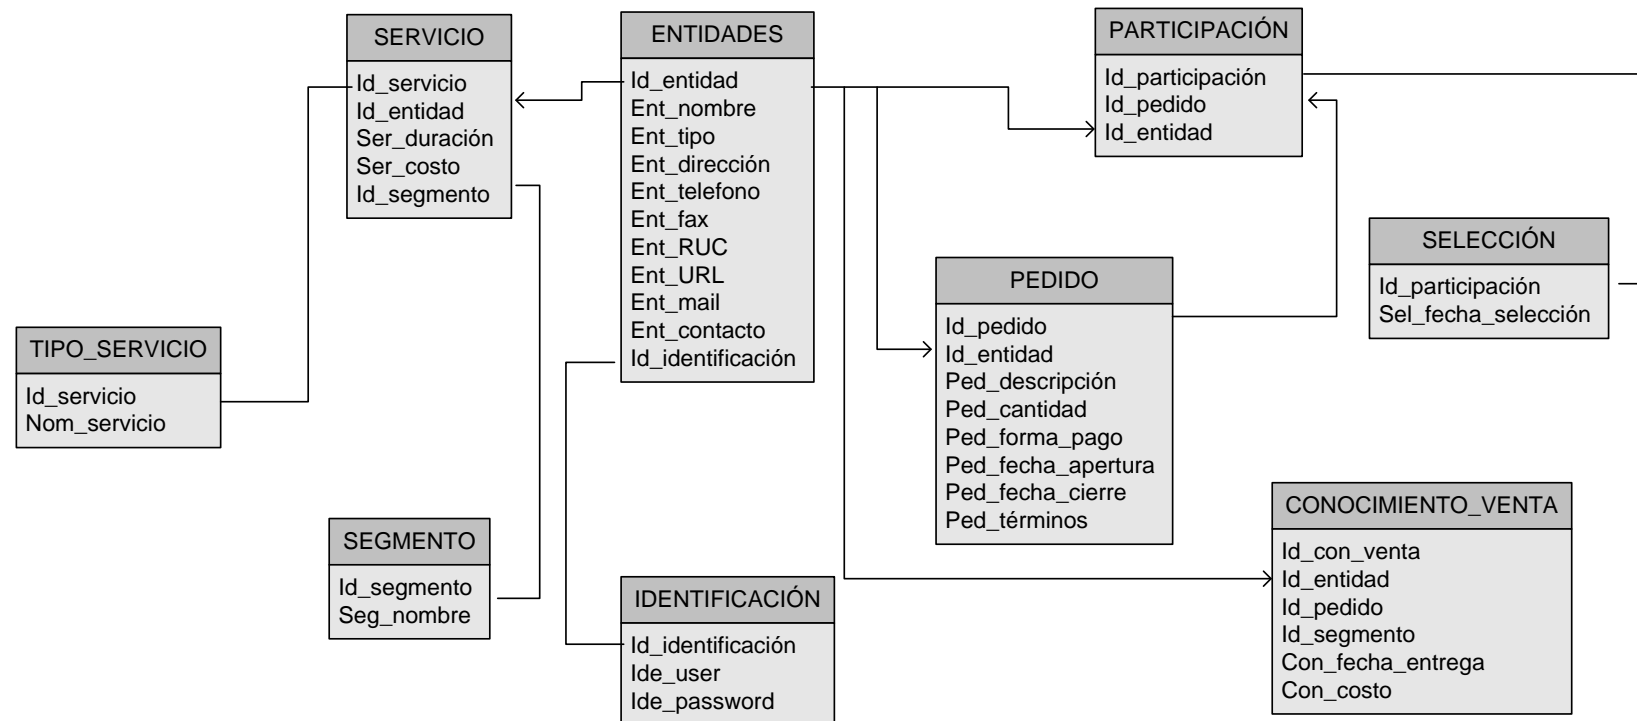 SERVICIO
Id_servicio
Id_entidad
Ser_duración
Ser_costo
Id_segmento
ENTIDADES
Id_entidad
Ent_nombre
Ent_tipo
Ent_dirección
Ent_telefono
Ent_fax
Ent_RUC
Ent_URL
Ent_mail
Ent_contacto
Id_identificación
PARTICIPACIÓN
Id_participación
Id_pedido
Id_entidad
SELECCIÓN
Id_participación
Sel_fecha_selección
PEDIDO
Id_pedido
Id_entidad
Ped_descripción
Ped_cantidad
Ped_forma_pago
Ped_fecha_apertura
Ped_fecha_cierre
Ped_términos
TIPO_SERVICIO
Id_servicio
Nom_servicio
SEGMENTO
Id_segmento
Seg_nombre
IDENTIFICACIÓN
Id_identificación
Ide_user
Ide_password
CONOCIMIENTO_VENTA
Id_con_venta
Id_entidad
Id_pedido
Id_segmento
Con_fecha_entrega
Con_costo